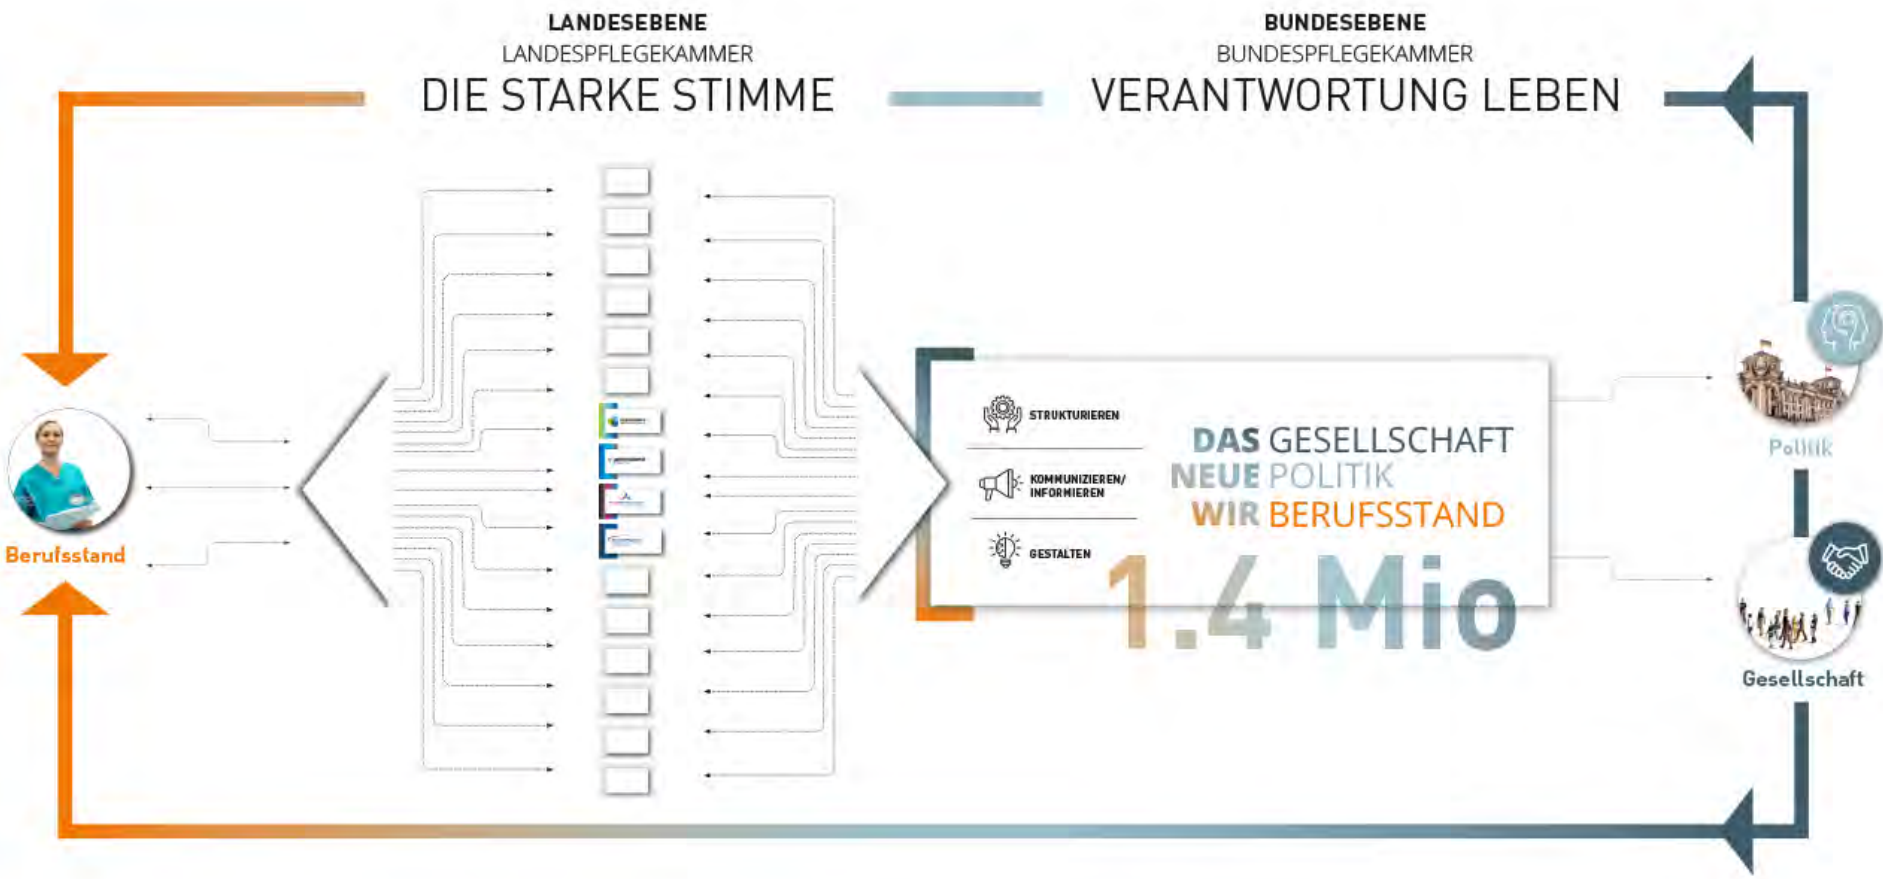 LANDESEBENE
LANDESPFLEGEKAMMER
DIE STARKE STIMME
BUNDESEBENE
BUNDESPFLEGEKAMMER
VERANTWORTUNG LEBEN
Berufsstand
STRUKTURIEREN
KOMMUNIZIEREN/
INFORMIEREN
GESTALTEN
DAS GESELLSCHAFT
NEUE POLITIK
WIR BERUFSSTAND
1.4 Mio
Politik
Gesellschaft